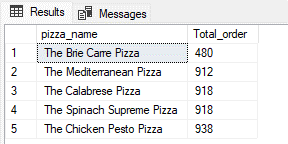 Results Messages
pizza_name Total_order
1 The Brie Carre Pizza 480
2 The Mediterranean Pizza 912
3 The Calabrese Pizza 918
4 The Spinach Supreme Pizza 918
5 The Chicken Pesto Pizza 938